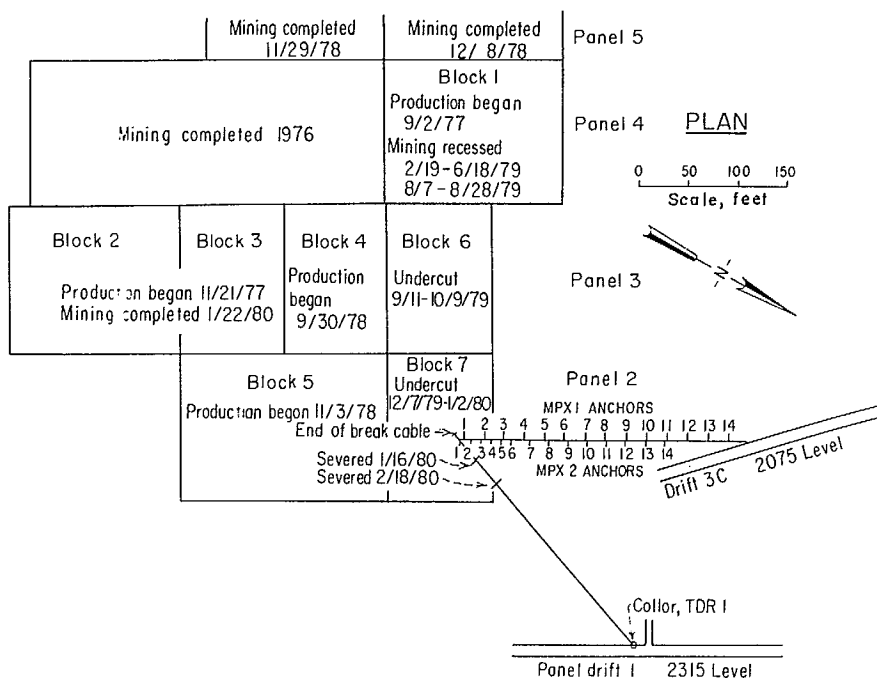 Mining completed
11/29/78
Mining completed
12/ 8/78
Panel 5
Mining completed 1976
Block 1
Production began
9/2/77
Mining recessed
2/19-6/18/79
8/7-8/28/79
Panel 4
PLAN
0 50 100 150
Scale, feet
N
Block 2
Block 3
Block 4
Block 6
Production began 11/21/77
Mining completed 1/22/80
Production
began
9/30/78
Undercut
9/11-10/9/79
Panel 3
Block 5
Production began 11/3/78
Block 7
Undercut
12/7/79-1/2/80
Panel 2
MPX1 ANCHORS
End of break cable
1 2 3 4 5 6 7 8 9 10 11 12 13 14
1 2 3 4 5 6 7 8 9 10 11 12 13 14
MPX 2 ANCHORS
Severed 1/16/80
Severed 2/18/80
Drift 3C 2075 Level
Collor, TDR 1
Panel drift 1 2315 Level